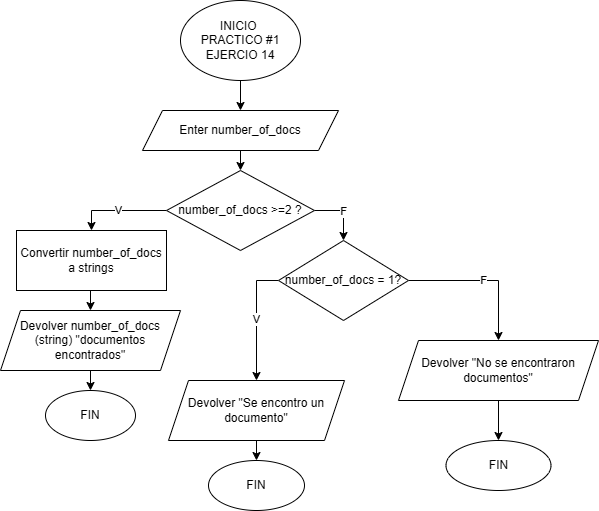 INICIO
PRACTICO #1
EJERCIO 14
Enter number_of_docs
number_of_docs >=2 ?
V
F
Convertir number_of_docs
a strings
number_of_docs = 1?
F
V
Devolver number_of_docs
(string) "documentos
encontrados"
Devolver "No se encontraron
documentos"
Devolver "Se encontro un
documento"
FIN
FIN
FIN